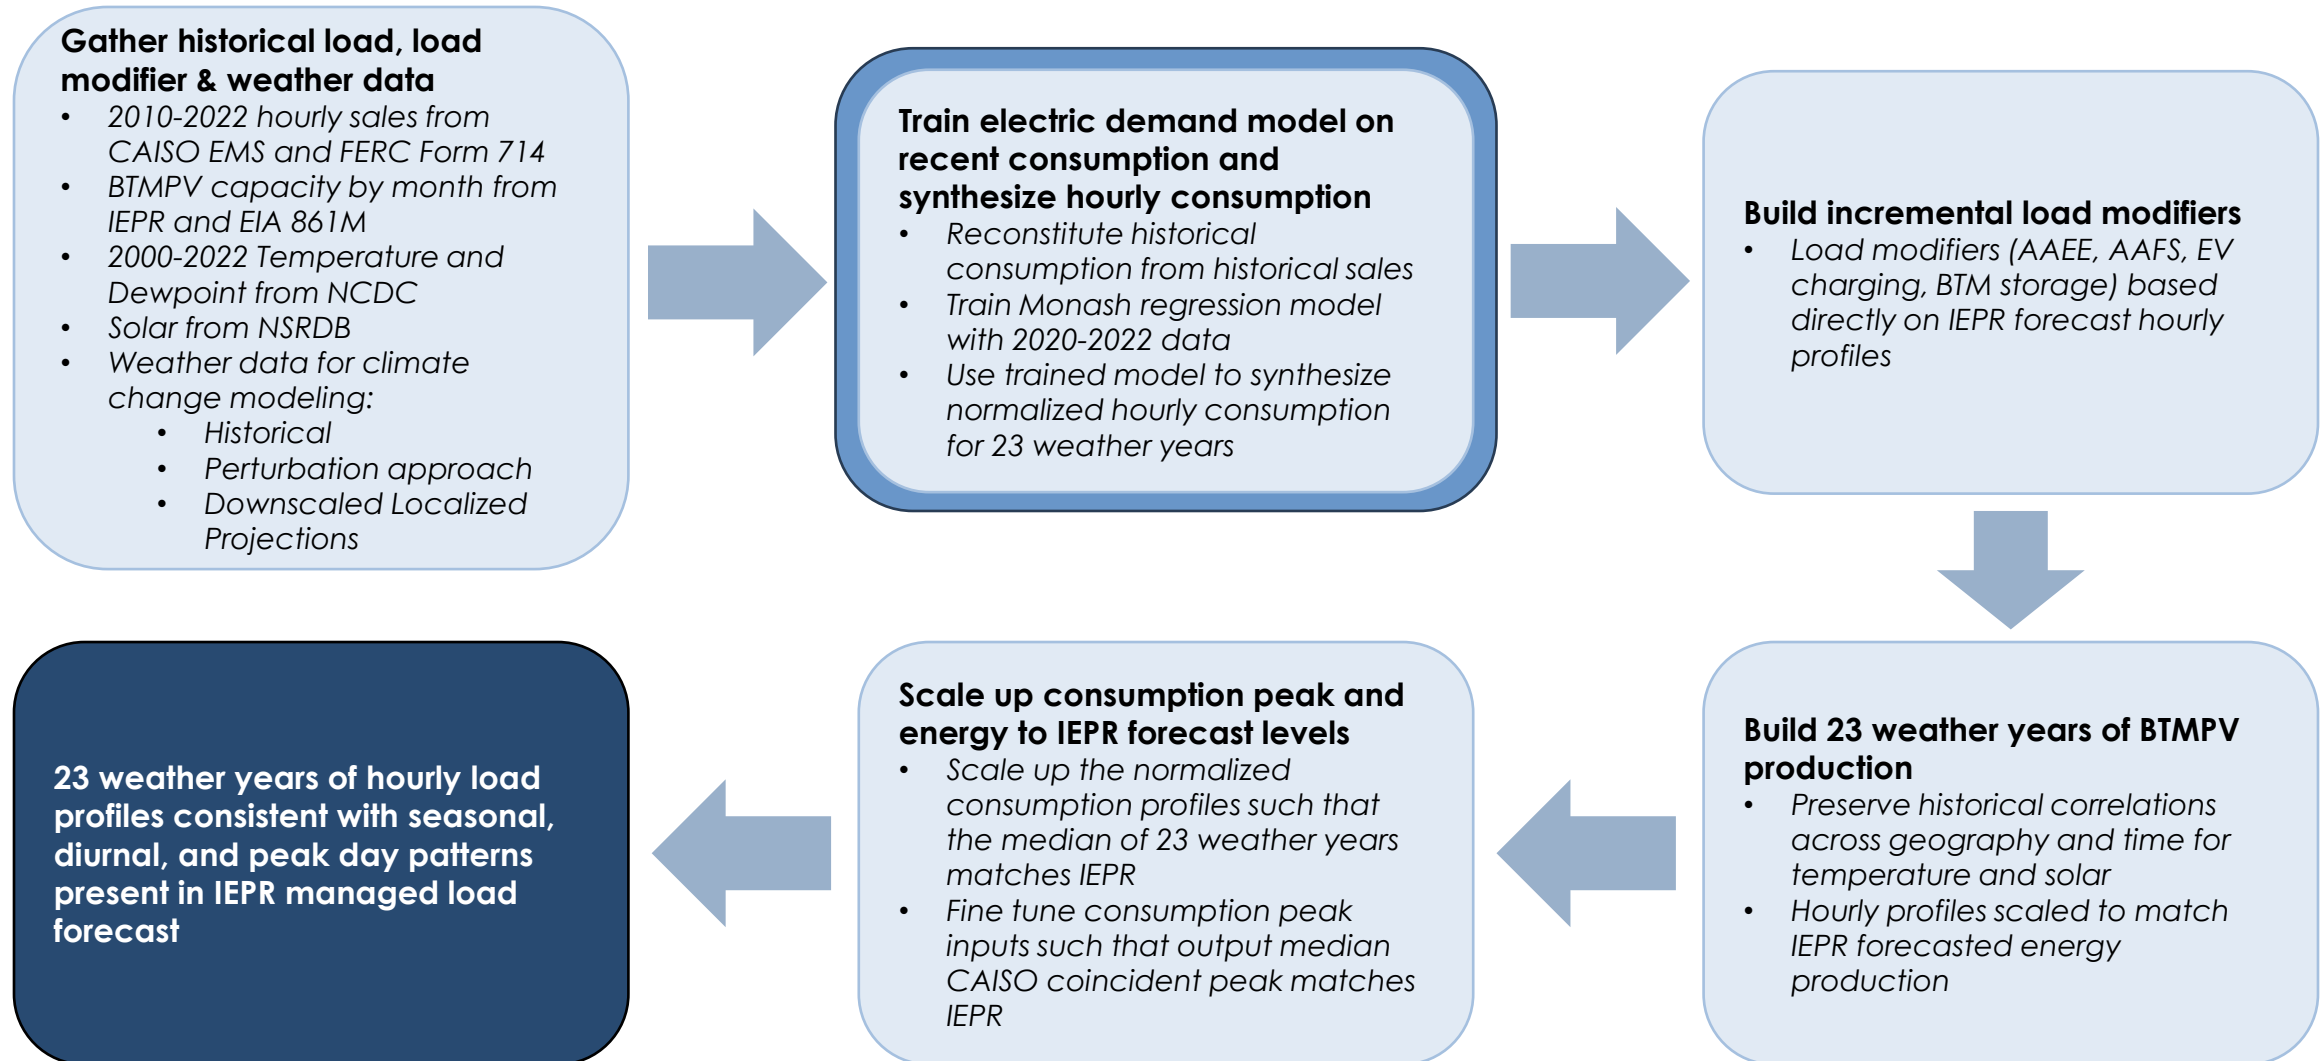 Gather historical load, load
modifier & weather data
• 2010-2022 hourly sales from
CAISO EMS and FERC Form 714
• BTMPV capacity by month from
IEPR and EIA 861M
• 2000-2022 Temperature and
Dewpoint from NCDC
• Solar from NSRDB
• Weather data for climate
change modeling:
• Historical
• Perturbation approach
• Downscaled Localized
Projections
Train electric demand model on
recent consumption and
synthesize hourly consumption
• Reconstitute historical
consumption from historical sales
• Train Monash regression model
with 2020-2022 data
• Use trained model to synthesize
normalized hourly consumption
for 23 weather years
Build incremental load modifiers
• Load modifiers (AAEE, AAFS, EV
charging, BTM storage) based
directly on IEPR forecast hourly
profiles
Build 23 weather years of BTMPV
production
• Preserve historical correlations
across geography and time for
temperature and solar
• Hourly profiles scaled to match
IEPR forecasted energy
production
Scale up consumption peak and
energy to IEPR forecast levels
• Scale up the normalized
consumption profiles such that
the median of 23 weather years
matches IEPR
• Fine tune consumption peak
inputs such that output median
CAISO coincident peak matches
IEPR
23 weather years of hourly load
profiles consistent with seasonal,
diurnal, and peak day patterns
present in IEPR managed load
forecast